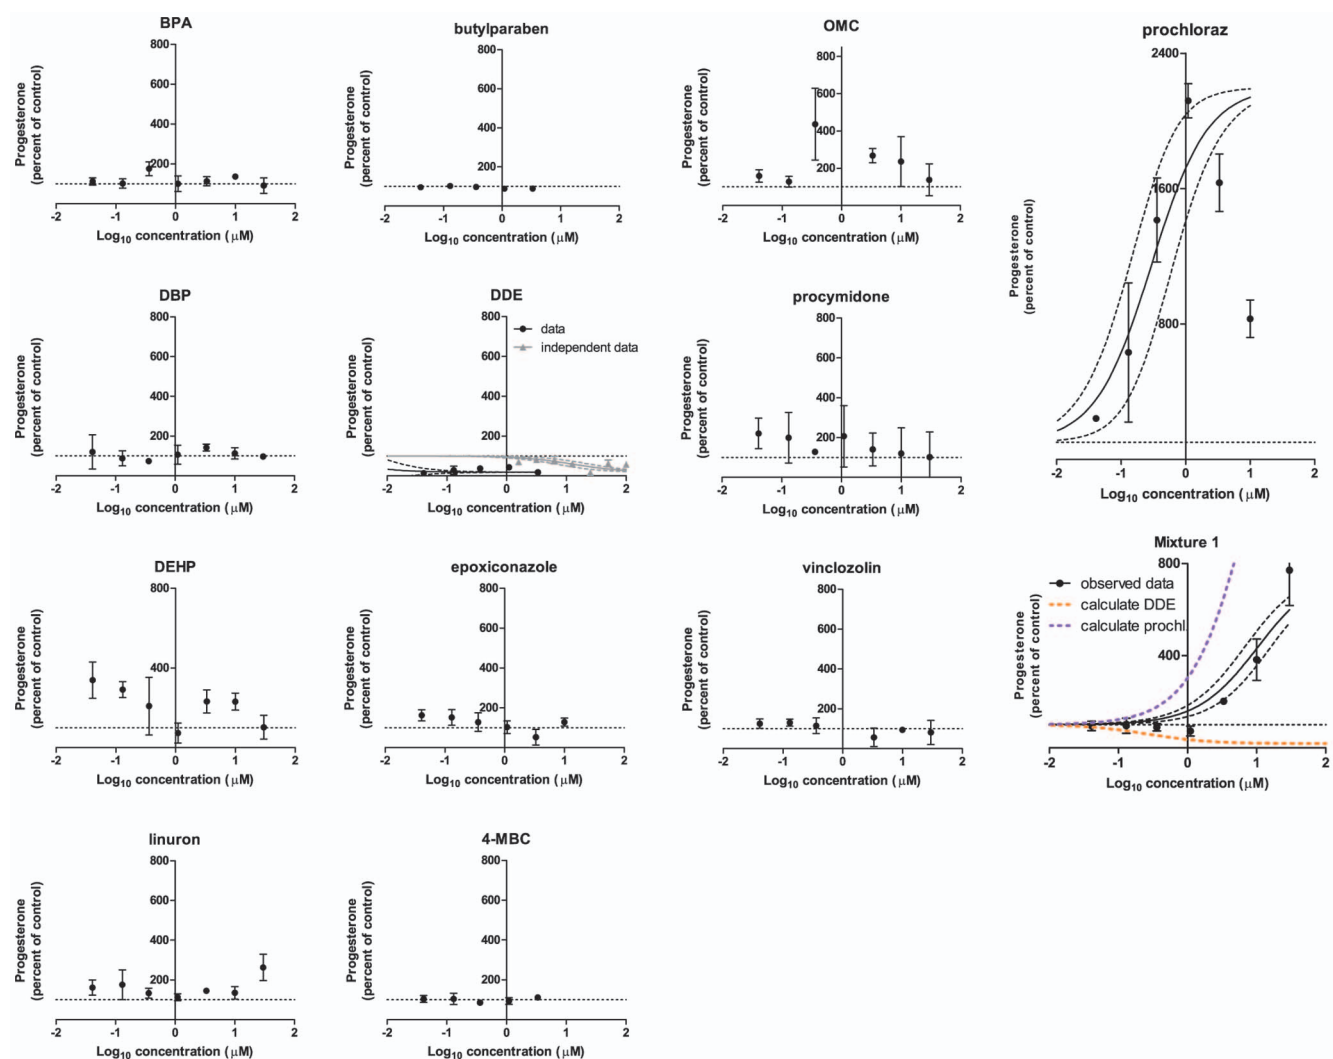 BPA
800
600
400
200
-2 -1 0 1 2
Progesterone
(percent of control)
Log10 concentration (μM)
butylparaben
800
600
400
200
-2 -1 0 1 2
Progesterone
(percent of control)
Log10 concentration (μM)
OMC
800
600
400
200
-2 -1 0 1 2
Progesterone
(percent of control)
Log10 concentration (μM)
prochloraz
2400
1600
800
-2 -1 0 1 2
Progesterone
(percent of control)
Log10 concentration (μM)
DBP
800
600
400
200
-2 -1 0 1 2
Progesterone
(percent of control)
Log10 concentration (μM)
DDE
800
600
400
200
data
independent data
-2 -1 0 1 2
Progesterone
(percent of control)
Log10 concentration (μM)
procymidone
800
600
400
200
-2 -1 0 1 2
Progesterone
(percent of control)
Log10 concentration (μM)
DEHP
800
400
-2 -1 0 1 2
Progesterone
(percent of control)
Log10 concentration (μM)
epoxiconazole
800
600
400
200
-2 -1 0 1 2
Progesterone
(percent of control)
Log10 concentration (μM)
vinclozolin
800
600
400
200
-2 -1 0 1 2
Progesterone
(percent of control)
Log10 concentration (μM)
Mixture 1
800
400
observed data
calculate DDE
calculate prochl.
-2 -1 0 1 2
Progesterone
(percent of control)
Log10 concentration (μM)
linuron
800
600
400
200
-2 -1 0 1 2
Progesterone
(percent of control)
Log10 concentration (μM)
4-MBC
800
600
400
200
-2 -1 0 1 2
Progesterone
(percent of control)
Log10 concentration (μM)